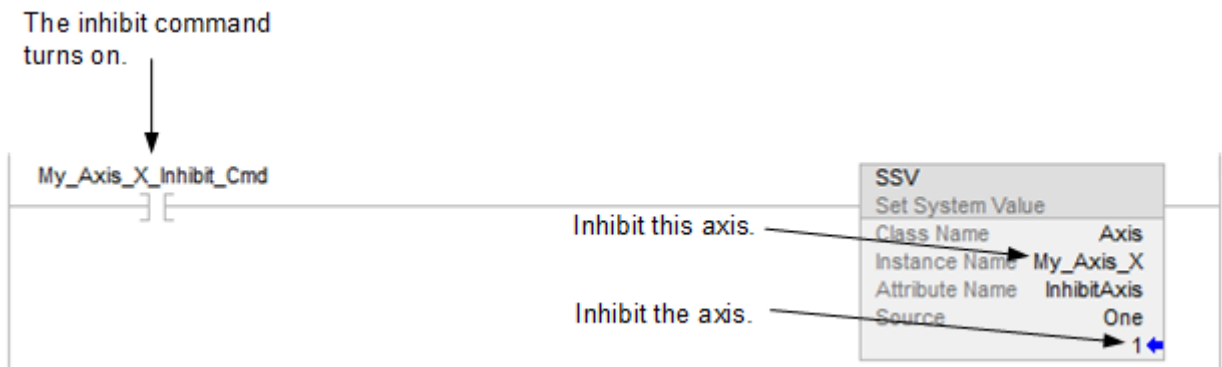 The inhibit command
turns on.
My_Axis_X_Inhibit_Cmd
SSV
Set System Value
Inhibit this axis.
Class Name Axis
Instance Name My_Axis_X
Attribute Name InhibitAxis
Inhibit the axis.
Source One
1